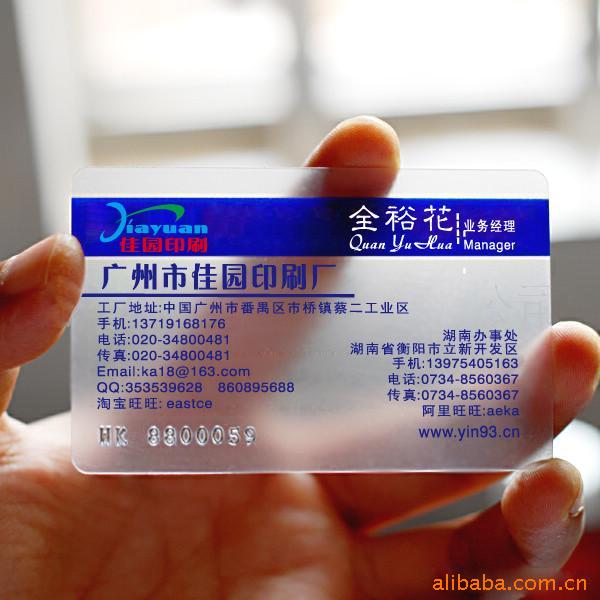 Jiayuan
佳园印刷
全裕花
业务经理
Quan Yu Hua
Manager
广州市佳园印刷厂
工厂地址:中国广州市番禺区市桥镇蔡二工业区
手机:13719168176
电话:020-34800481
传真:020-34800481
Email:ka18@163.com
QQ:353539628 860895688
淘宝旺旺: eastce
HK 8800059
湖南办事处
湖南省衡阳市立新开发区
手机:13975405163
电话:0734-8560367
传真:0734-8560367
阿里旺旺:aeka
www.yin93.cn
alibaba.com.cn